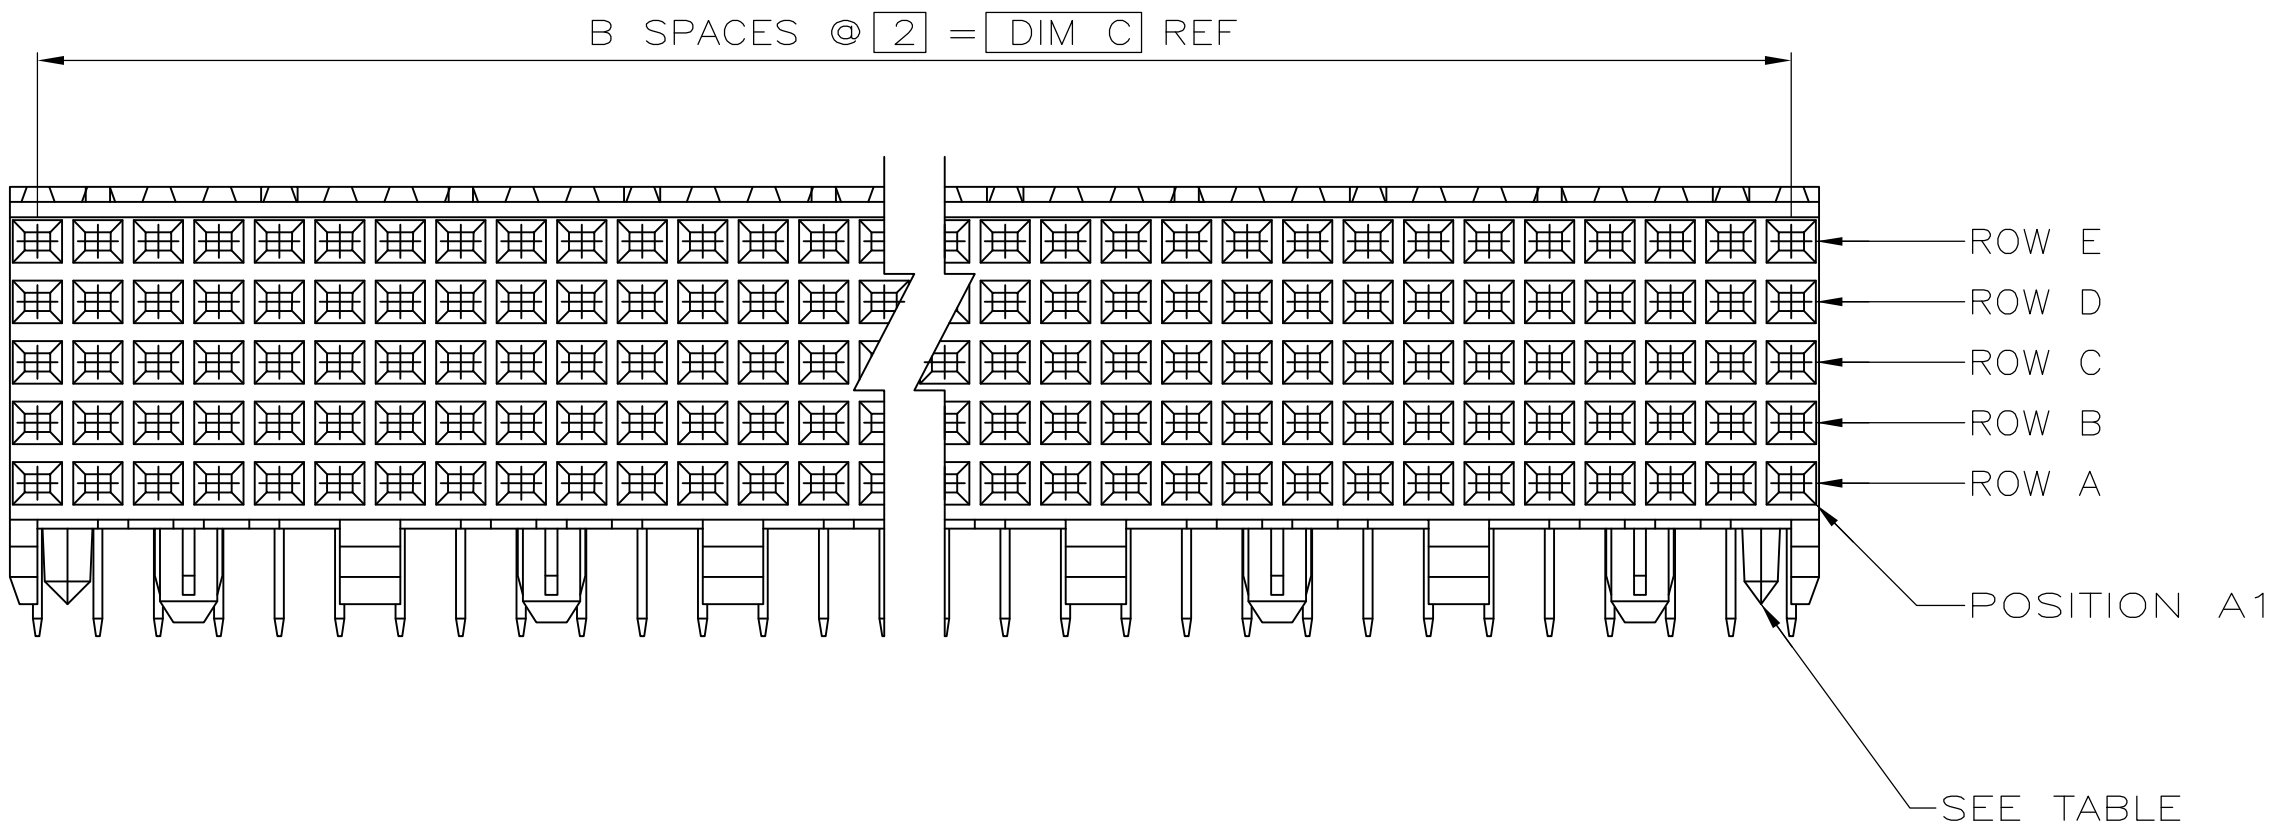 B SPACES @ 2 = DIM C REF
ROW E
ROW D
ROW C
ROW B
ROW A
POSITION A1
SEE TABLE